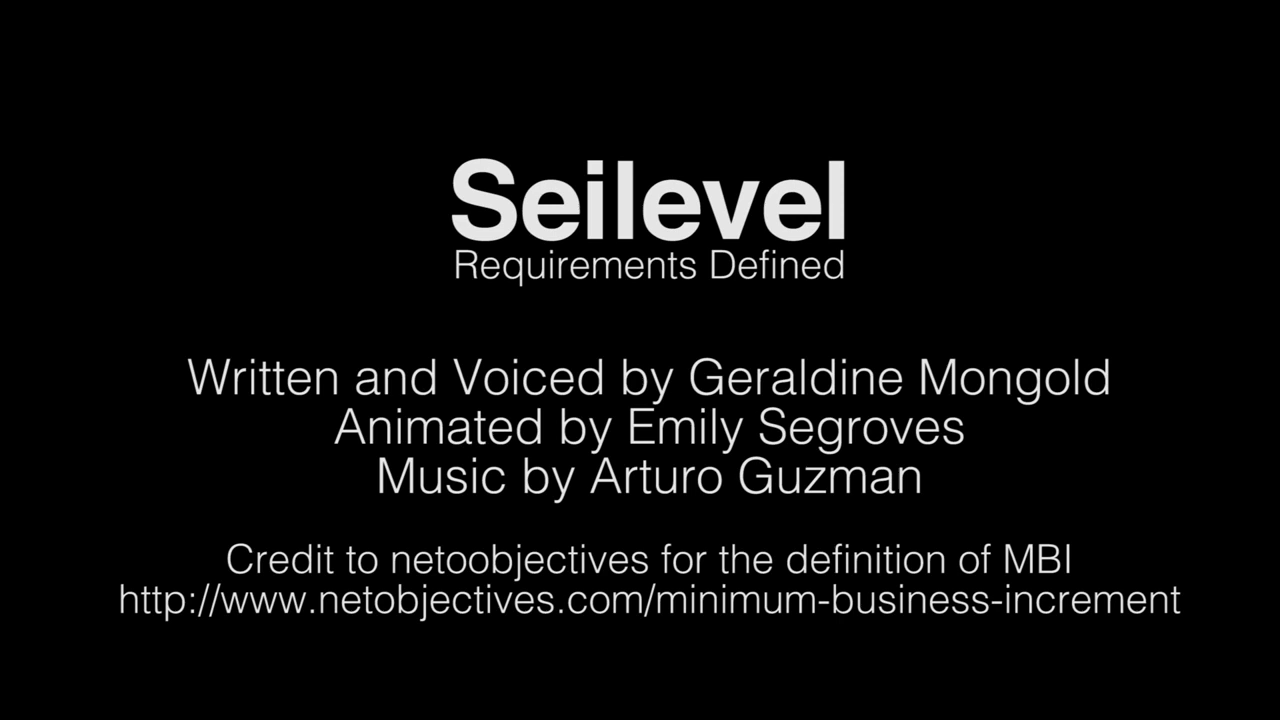 Seilevel
Requirements Defined
Written and Voiced by Geraldine Mongold
Animated by Emily Segroves
Music by Arturo Guzman
Credit to netoobjectives for the definition of MBI
http://www.netobjectives.com/minimum-business-increment